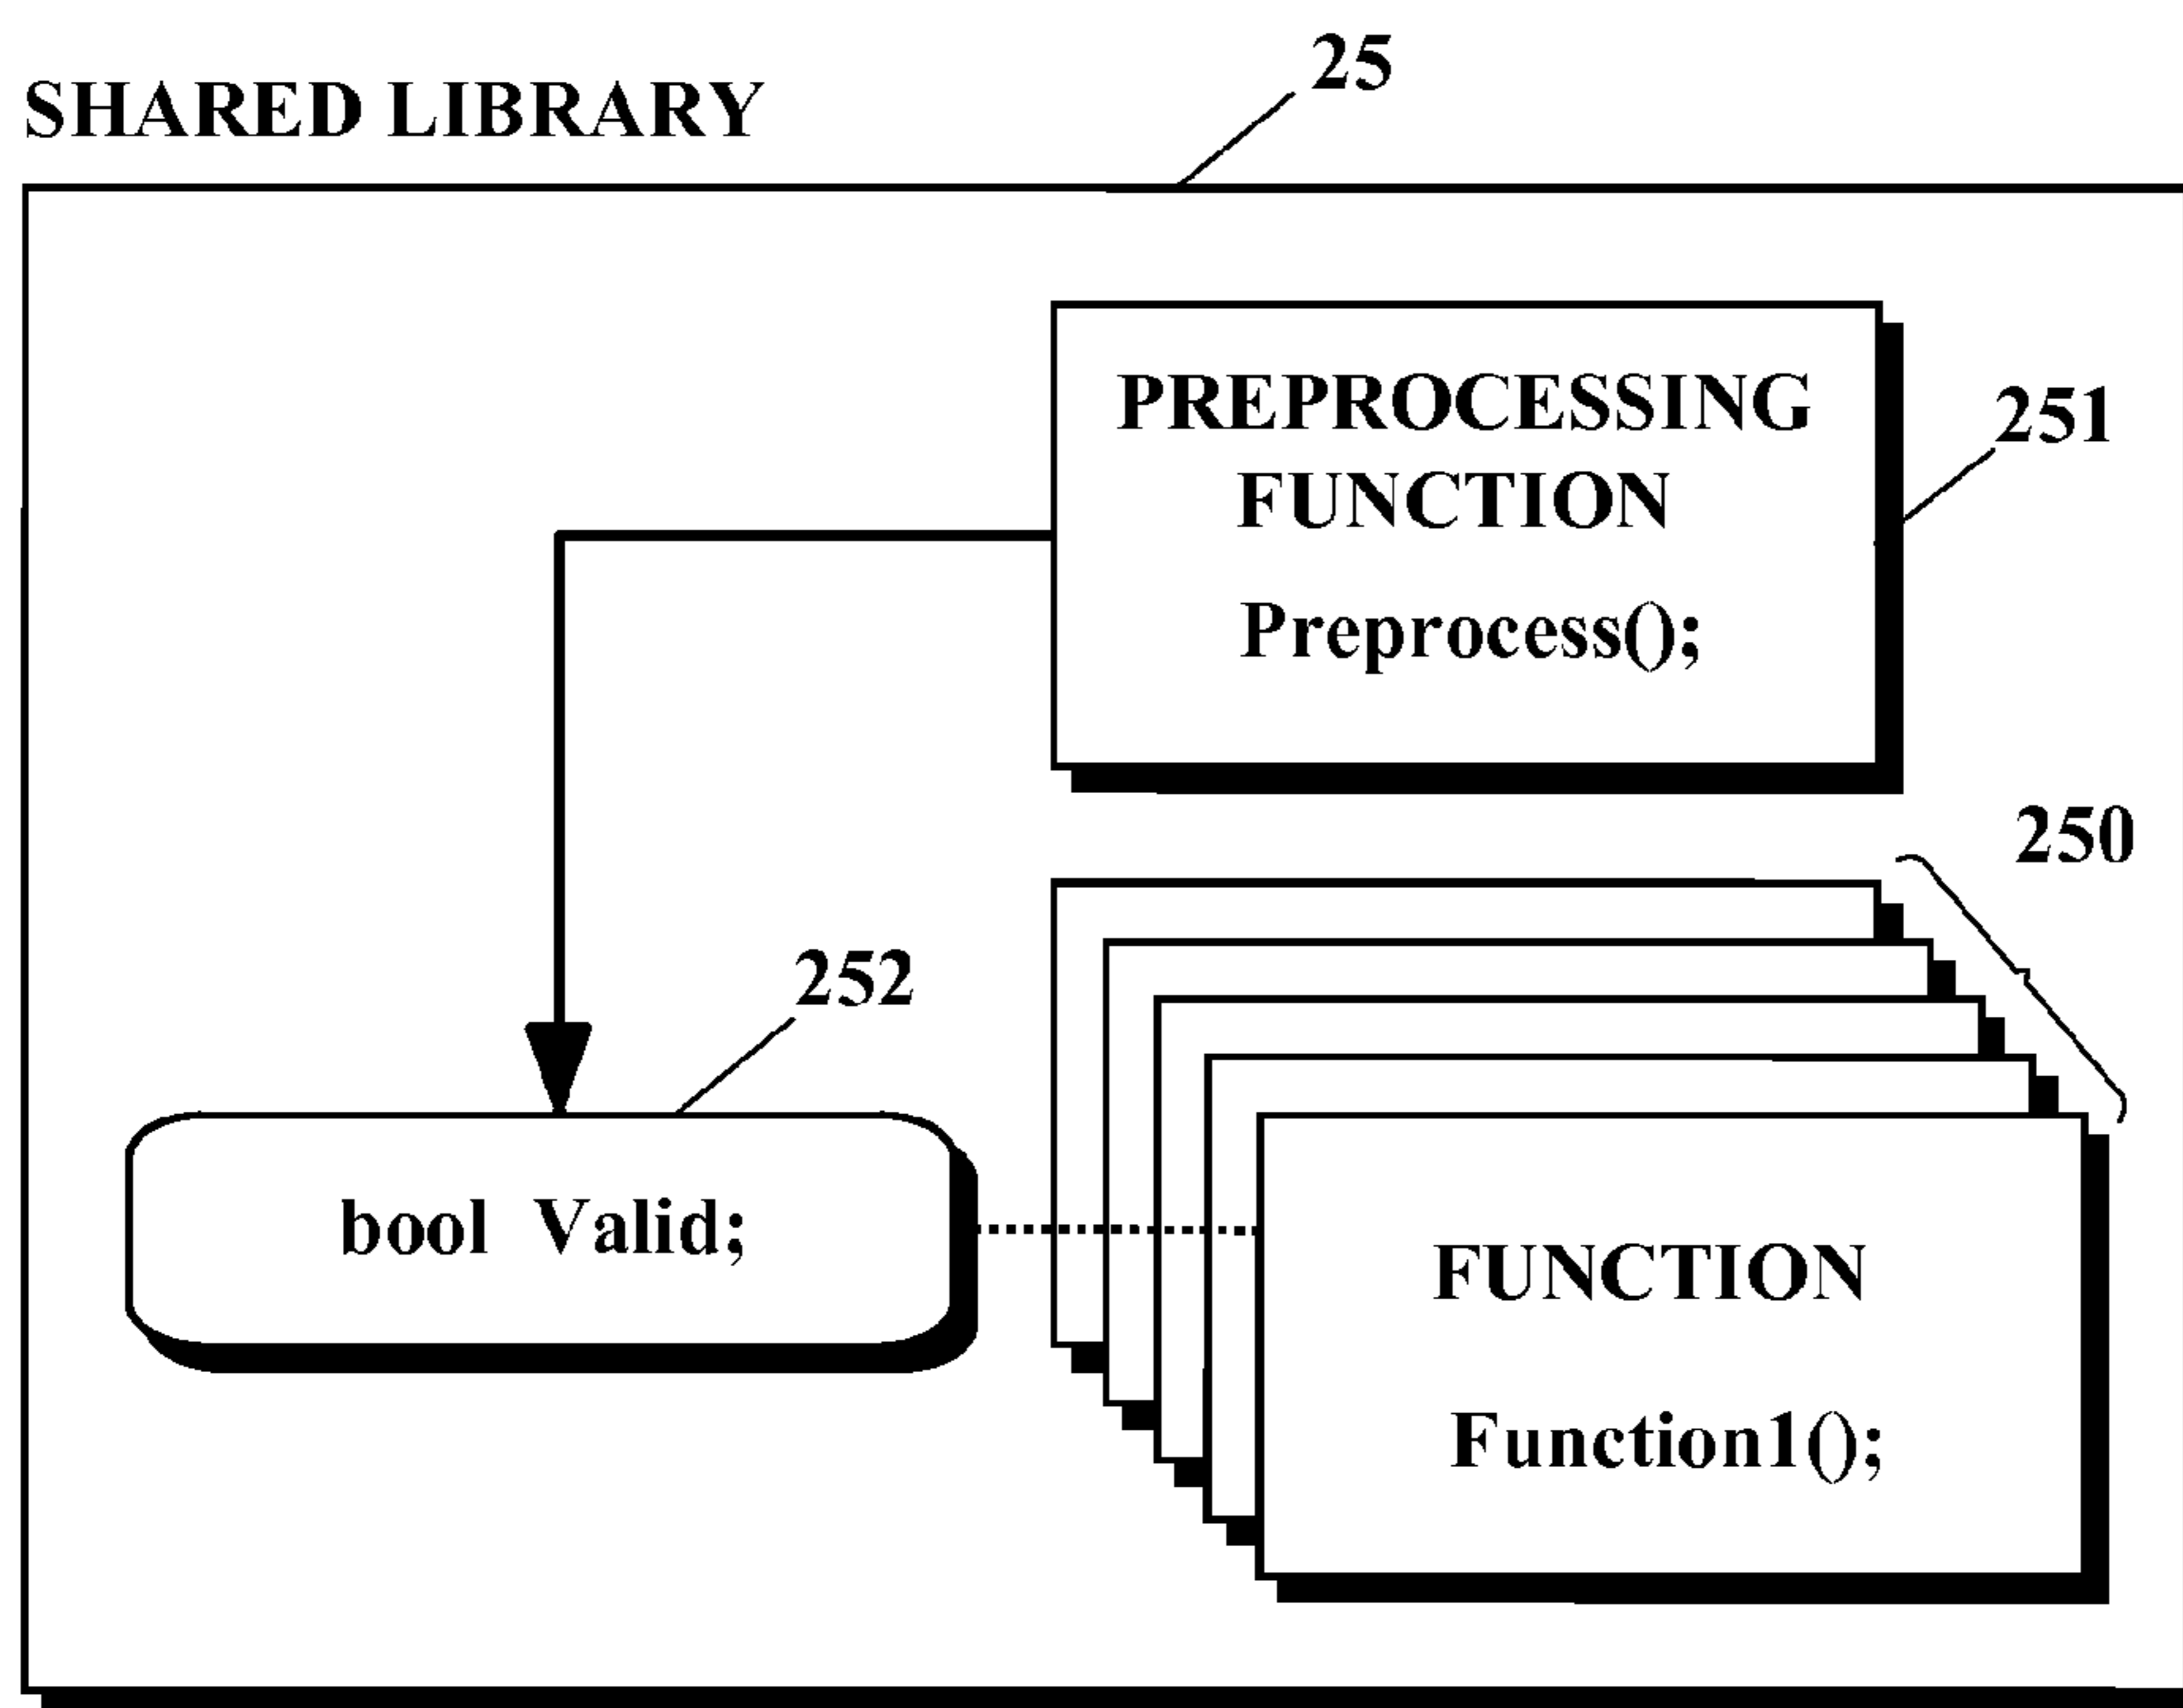 25
SHARED LIBRARY
PREPROCESSING
FUNCTION
251
Preprocess();
250
252
bool Valid;
FUNCTION
Function1();